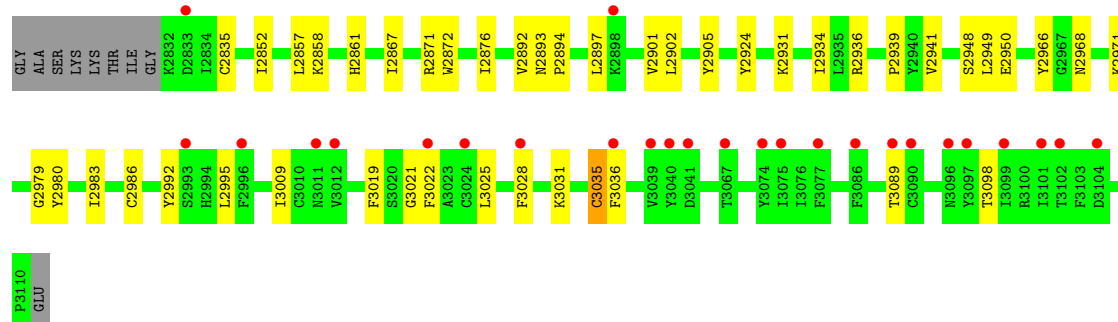 GLY ALA SER LYS LYS THR ILE GLY K2832 D2833 I2834 C2835 I2852 L2857 K2858 H2861 I2867 R2871 W2872 I2876 V2892 N2893 P2894 L2897 K2898 V2901 L2902 Y2905 Y2924 K2931 I2934 L2935 R2936 P2939 Y2940 V2941 S2948 L2949 E2950 Y2966 G2967 N2968 K2971
G2979 Y2980 I2983 C2986 Y2992 S2993 H2994 L2995 F2996 I3009 C3010 N3011 V3012 F3019 S3020 G3021 F3022 A3023 C3024 L3025 F3028 K3031 C3035 F3036 V3039 Y3040 D3041 T3067 Y3074 I3075 I3076 F3077 F3086 T3089 C3090 N3096 Y3097 T3098 I3099 R3100 I3101 T3102 F3103 D3104
P3110 GLU